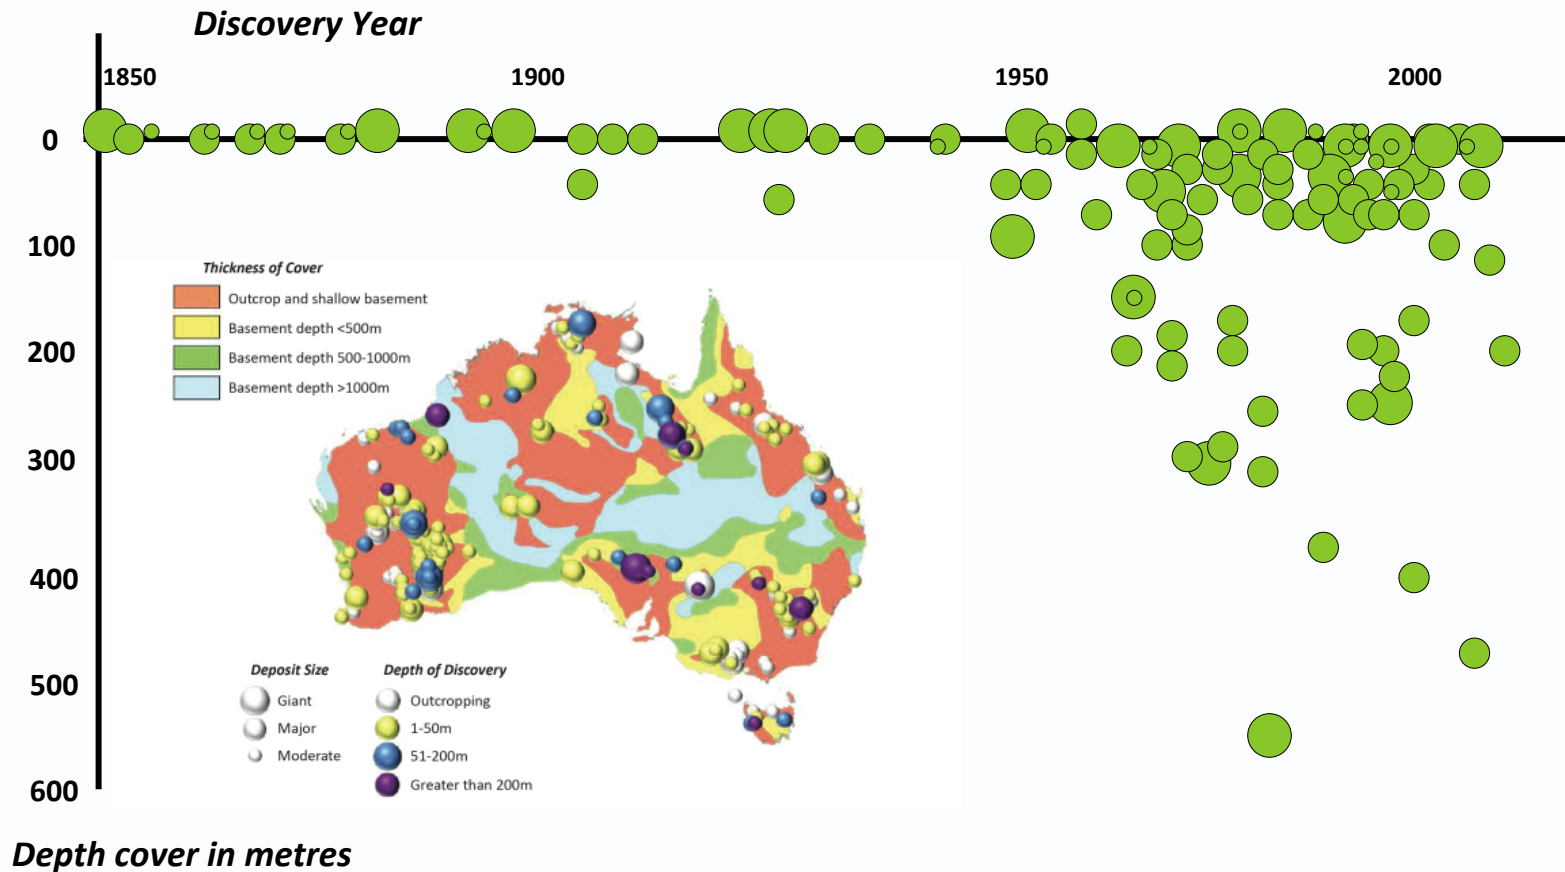 Discovery Year
1850
1900
1950
2000
0
100
200
300
400
500
600
Thickness of Cover
Outcrop and shallow basement
Basement depth <500m
Basement depth 500-1000m
Basement depth >1000m
Deposit Size
Giant
Major
Moderate
Depth of Discovery
Outcropping
1-50m
51-200m
Greater than 200m
Depth cover in metres